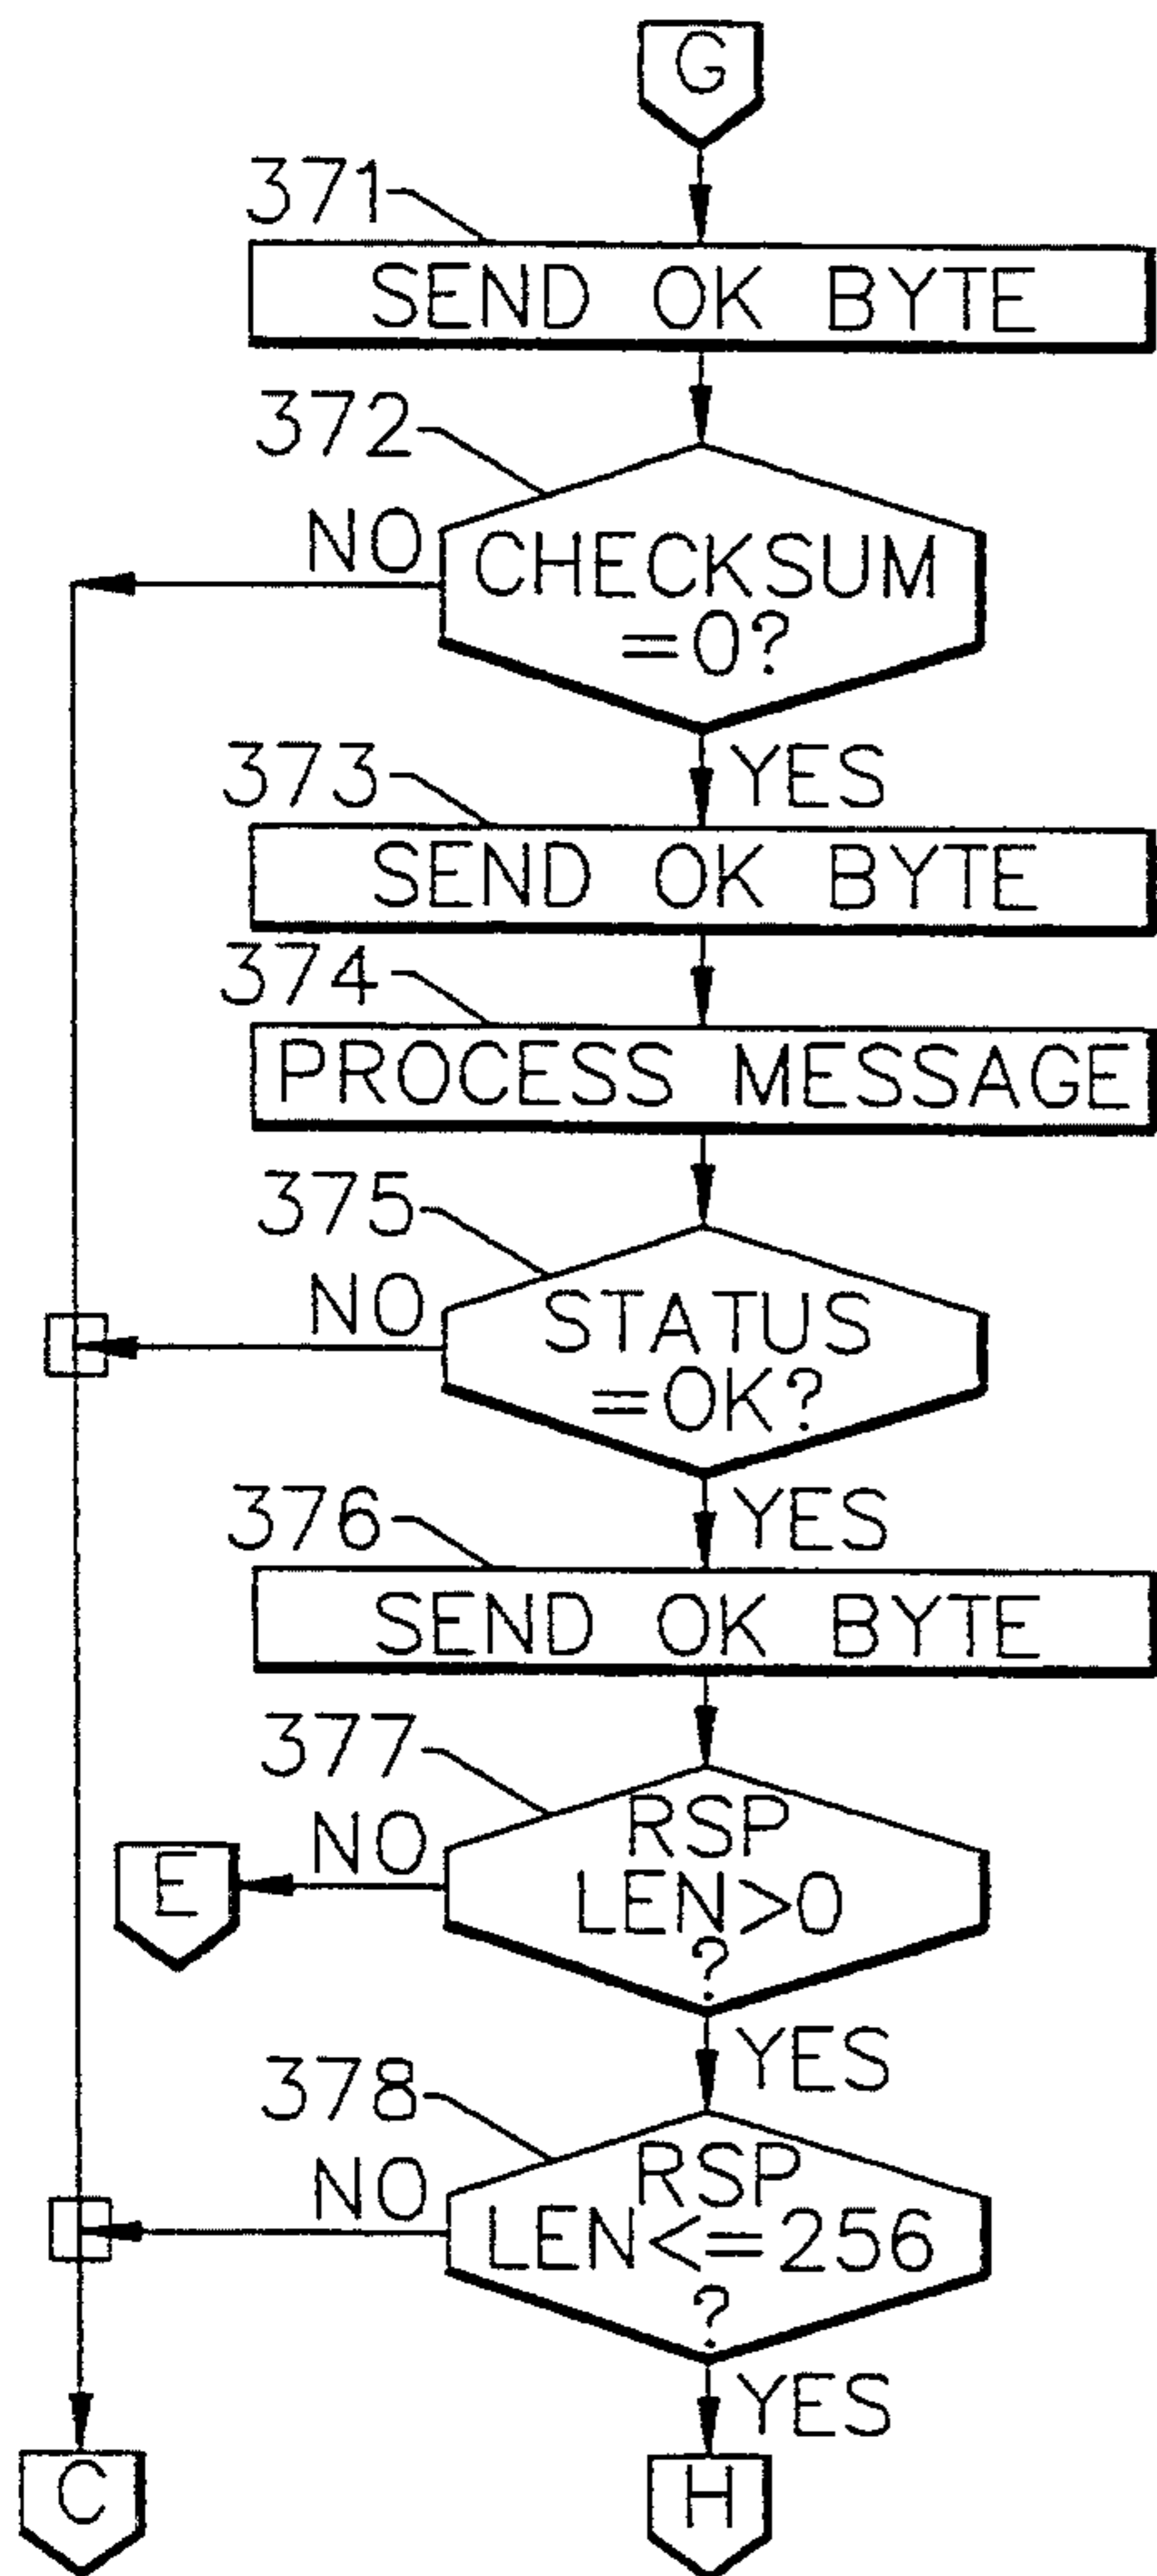 G
371
SEND OK BYTE
372
NO
CHECKSUM
=0?
YES
373
SEND OK BYTE
374
PROCESS MESSAGE
375
NO
STATUS
=OK?
YES
376
SEND OK BYTE
377
NO
RSP
LEN>0
?
E
YES
378
NO
RSP
LEN<=256
?
YES
C
H